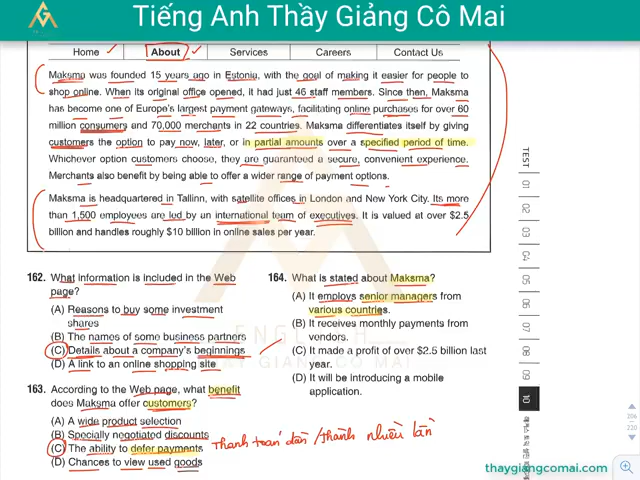 Tiếng Anh Thầy Giảng Cô Mai
Home About Services Careers Contact Us
Maksma was founded 15 years ago in Estonia, with the goal of making it easier for people to
shop online. When its original office opened, it had just 46 staff members. Since then, Maksma
has become one of Europe's largest payment gateways, facilitating online purchases for over 60
million consumers and 70,000 merchants in 22 countries. Maksma differentiates itself by giving
customers the option to pay now, later, or in partial amounts over a specified period of time.
Whichever option customers choose, they are guaranteed a secure, convenient experience.
Merchants also benefit by being able to offer a wider range of payment options.
Maksma is headquartered in Tallinn, with satellite offices in London and New York City. Its more
than 1,500 employees are led by an international team of executives. It is valued at over $2.5
billion and handles roughly $10 billion in online sales per year.
162. What information is included in the Web
page?
(A) Reasons to buy some investment
shares
(B) The names of some business partners
(C) Details about a company's beginnings
(D) A link to an online shopping site
163. According to the Web page, what benefit
does Maksma offer customers?
(A) A wide product selection
(B) Specially negotiated discounts
(C) The ability to defer payments
(D) Chances to view used goods
thanh toán dần / thành nhiều lần
164. What is stated about Maksma?
(A) It employs senior managers from
various countries.
(B) It receives monthly payments from
vendors.
(C) It made a profit of over $2.5 billion last
year.
(D) It will be introducing a mobile
application.
ENGLISH
TEST
01
02
03
04
05
06
07
08
09
10
thaygiangcomai.com